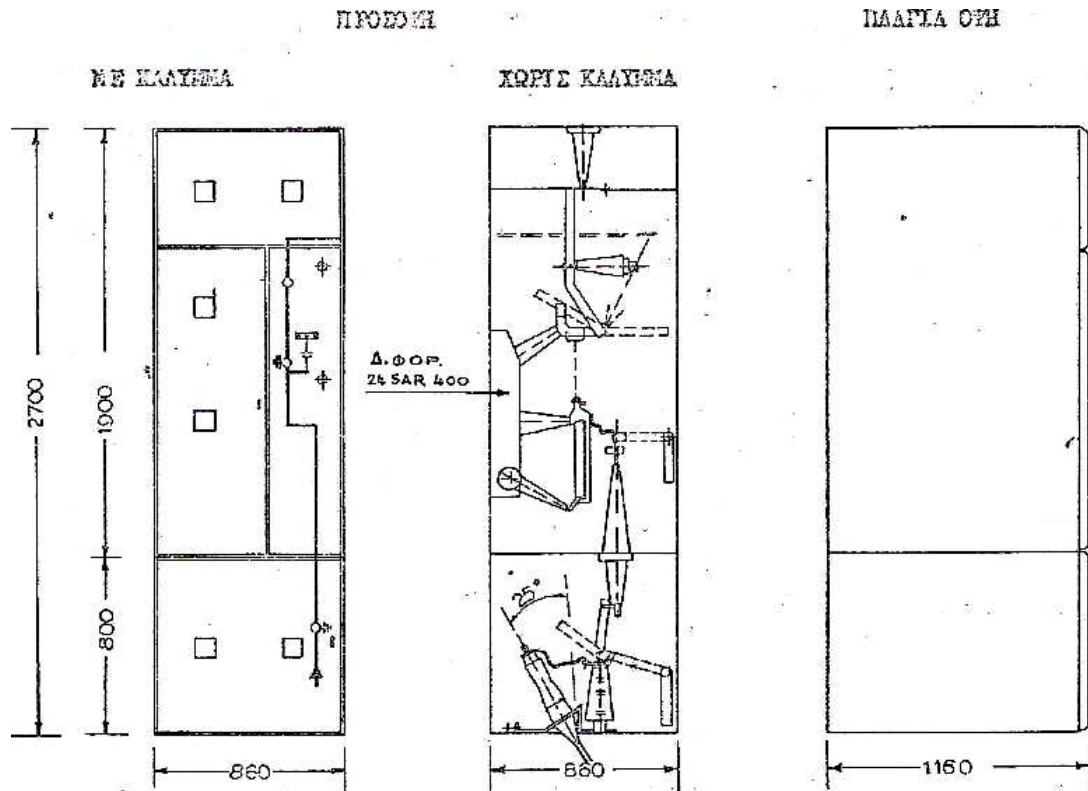 ΠΡΟΣΟΨΗ
ΠΛΑΓΙΑ ΟΨΗ
ΜΕ ΚΑΛΥΜΜΑ
ΧΩΡΙΣ ΚΑΛΥΜΜΑ
2700
1900
800
Δ.ΦΟΡ.
24 SAR 400
25°
860
860
1160